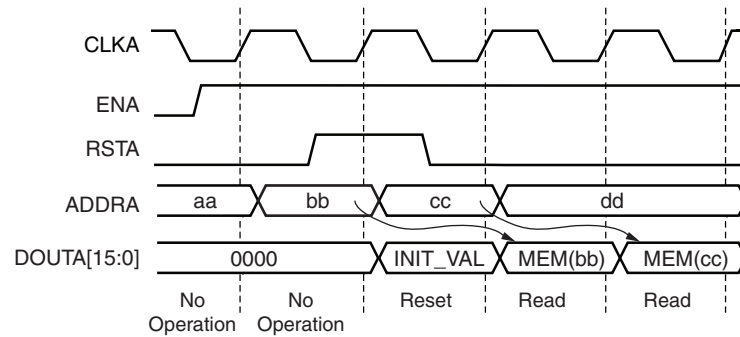 CLKA
ENA
RSTA
ADDRA aa bb cc dd
DOUTA[15:0] 0000 INIT_VAL MEM(bb) MEM(cc)
No No Reset Read Read
Operation Operation